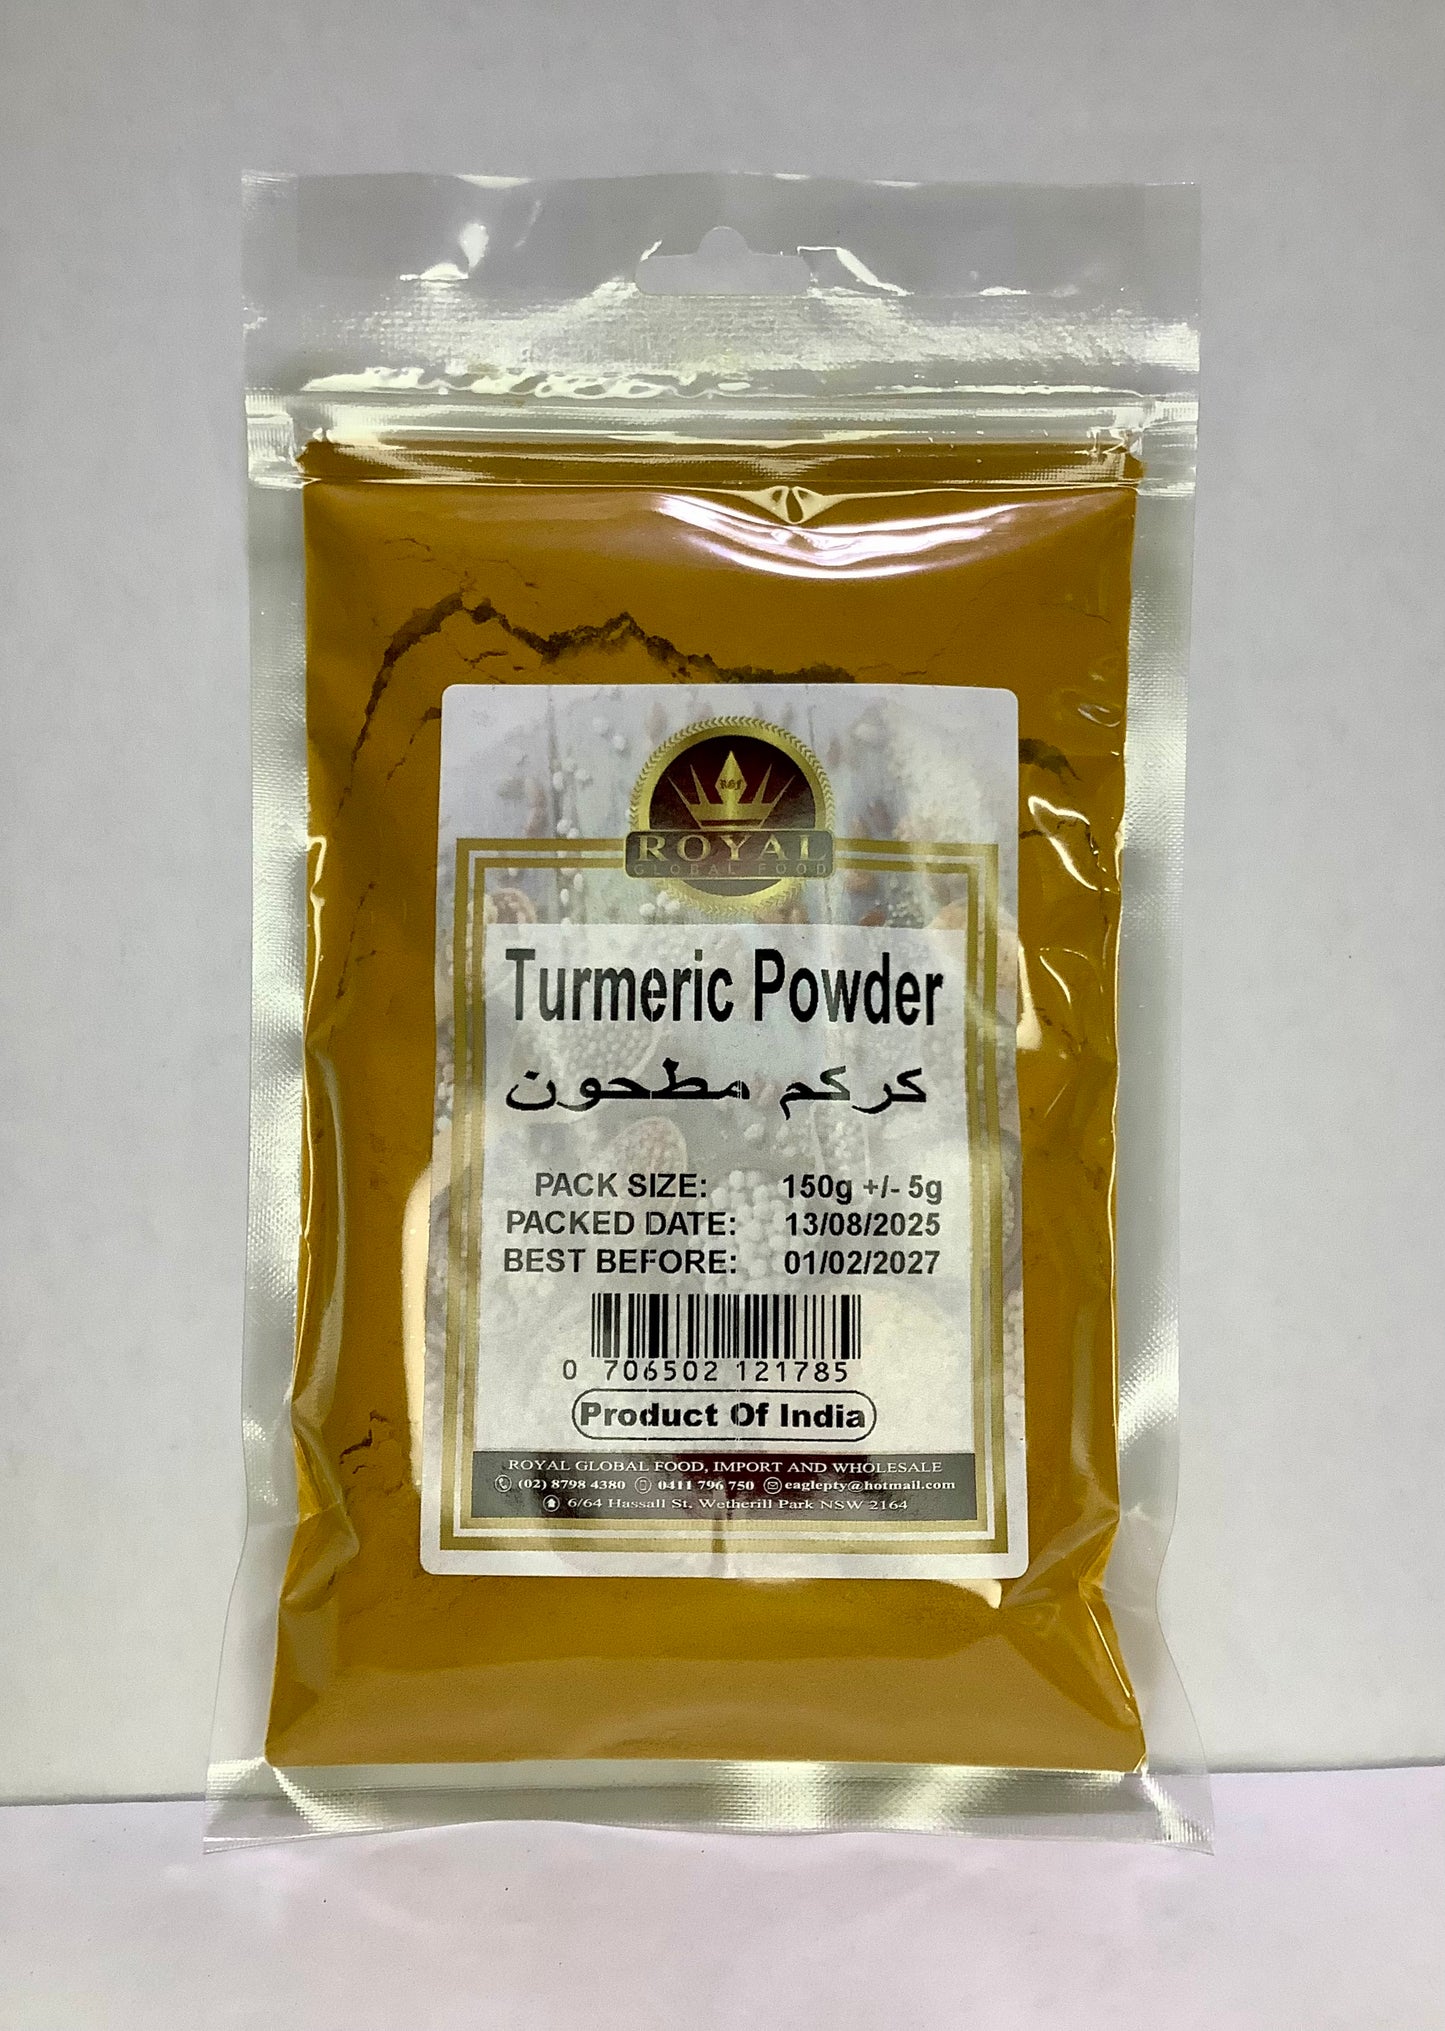 RGF
ROYAL
GLOBAL FOOD
Turmeric Powder
كركم مطحون
PACK SIZE: 150g +/- 5g
PACKED DATE: 13/08/2025
BEST BEFORE: 01/02/2027
0 706502 121785
Product Of India
ROYAL GLOBAL FOOD, IMPORT AND WHOLESALE
(02) 8798 4380 0411 796 750 eaglepty@hotmail.com
6/64 Hassall St, Wetherill Park NSW 2164